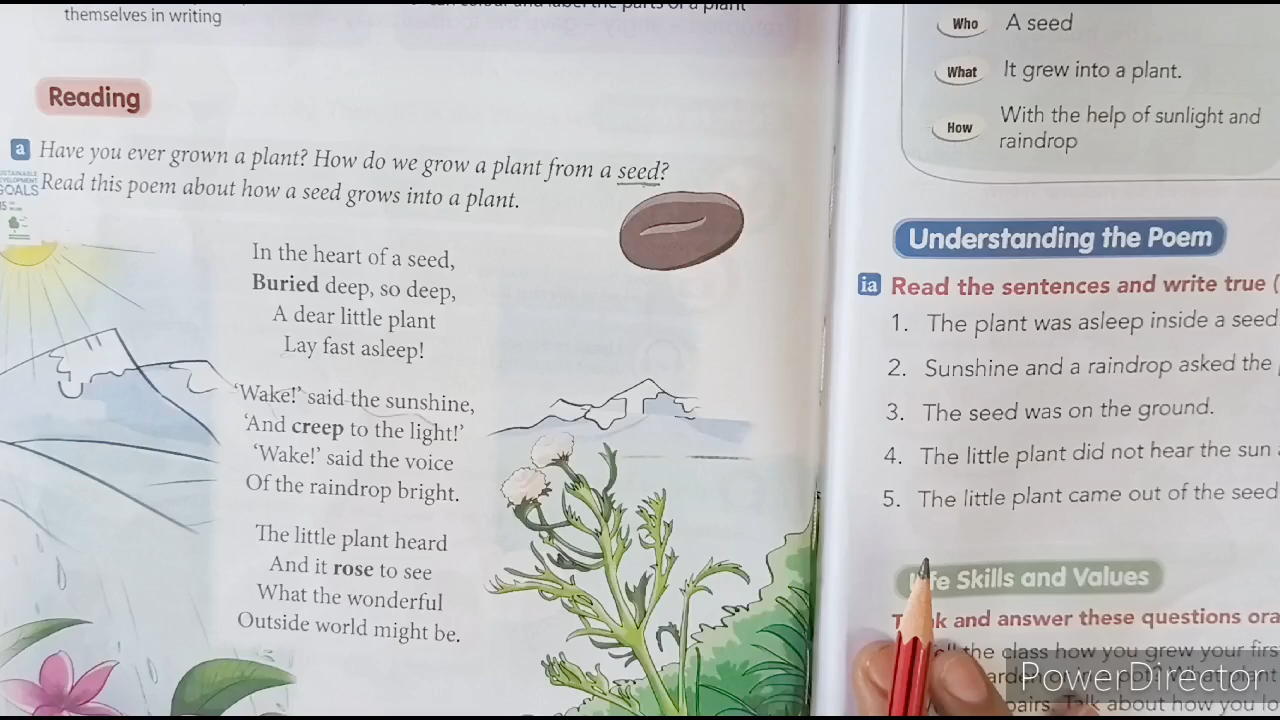 themselves in writing
Reading
a Have you ever grown a plant? How do we grow a plant from a seed?
Read this poem about how a seed grows into a plant.
GOALS
15
In the heart of a seed,
Buried deep, so deep,
A dear little plant
Lay fast asleep!
'Wake!' said the sunshine,
'And creep to the light!'
'Wake!' said the voice
Of the raindrop bright.
The little plant heard
And it rose to see
What the wonderful
Outside world might be.
Who A seed
What It grew into a plant.
How With the help of sunlight and
raindrop
Understanding the Poem
ia Read the sentences and write true (
1. The plant was asleep inside a seed
2. Sunshine and a raindrop asked the
3. The seed was on the ground.
4. The little plant did not hear the sun
5. The little plant came out of the seed
Skills and Values
and answer these questions
the class how you grew your
pairs. Talk about how you
PowerDirector